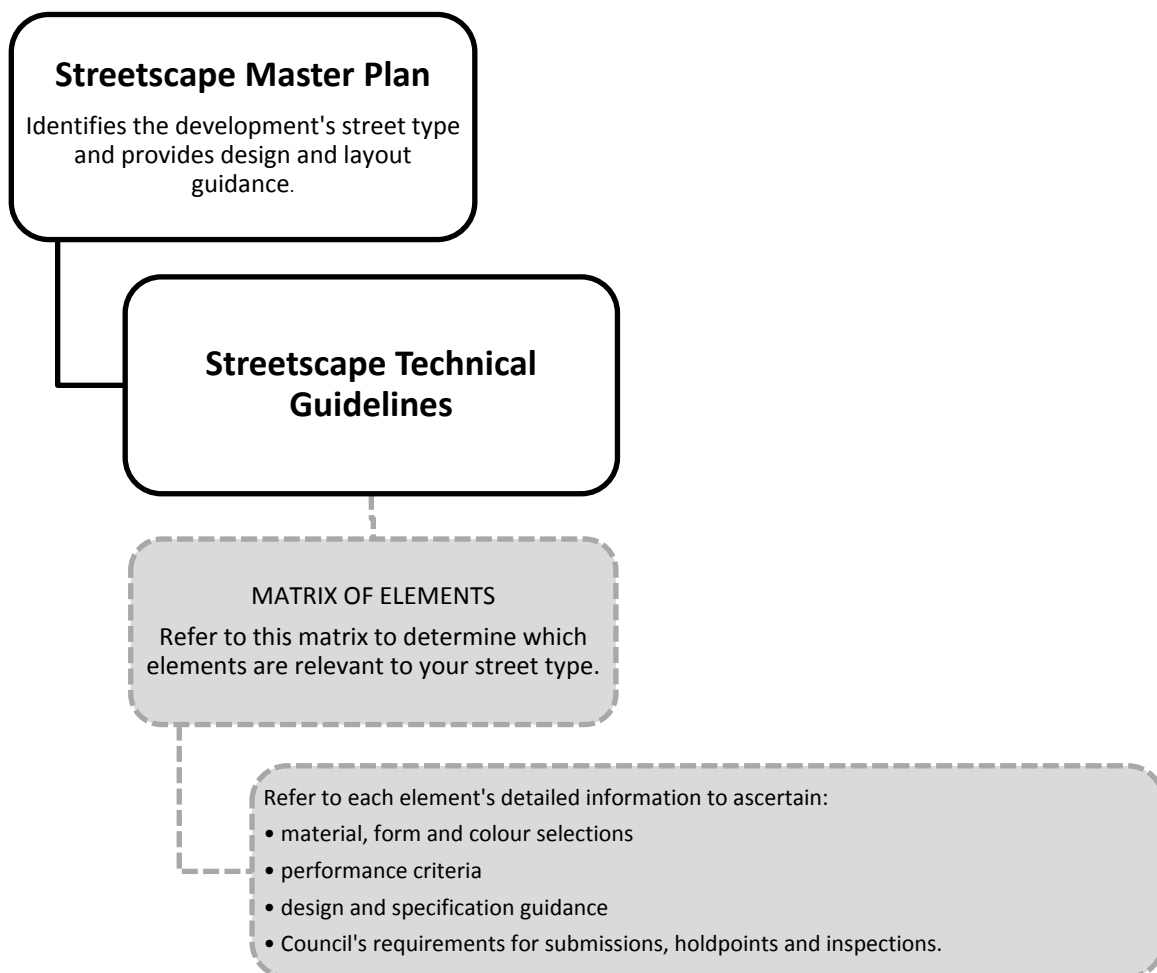 Streetscape Master Plan
Identifies the development's street type
and provides design and layout
guidance.
Streetscape Technical
Guidelines
MATRIX OF ELEMENTS
Refer to this matrix to determine which
elements are relevant to your street type.
Refer to each element's detailed information to ascertain:
• material, form and colour selections
• performance criteria
• design and specification guidance
• Council's requirements for submissions, holdpoints and inspections.